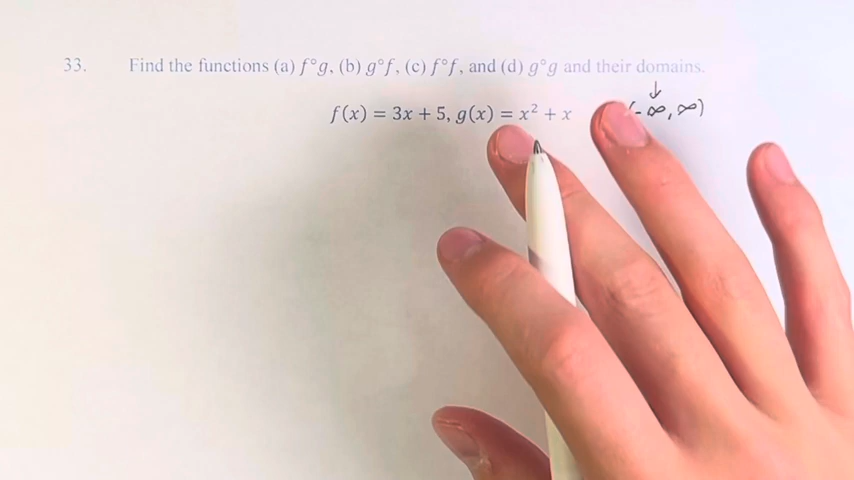 33. Find the functions (a) f°g, (b) g°f, (c) f°f, and (d) g°g and their domains.
↓
f(x) = 3x + 5, g(x) = x² + x (-∞, ∞)